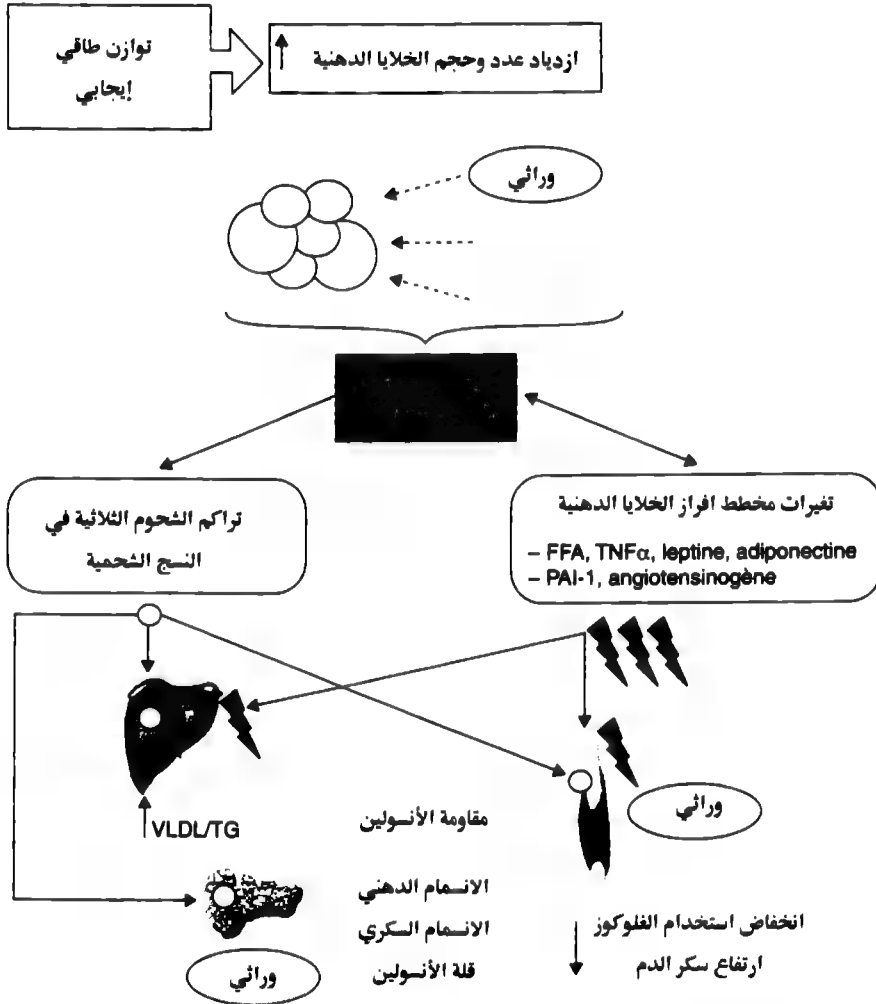 توازن طاقي
إيجابي
ازدياد عدد وحجم الخلايا الدهنية
وراثي
تراكم الشحوم الثلاثية في
النسج الشحمية
تغيرات مخطط افراز الخلايا الدهنية
– FFA, TNFα, leptine, adiponectine
– PAI-1, angiotensinogène
VLDL/TG
مقاومة الأنسولين
وراثي
الانسمام الدهني
الانسمام السكري
قلة الأنسولين
وراثي
انخفاض استخدام الغلوكوز
ارتفاع سكر الدم